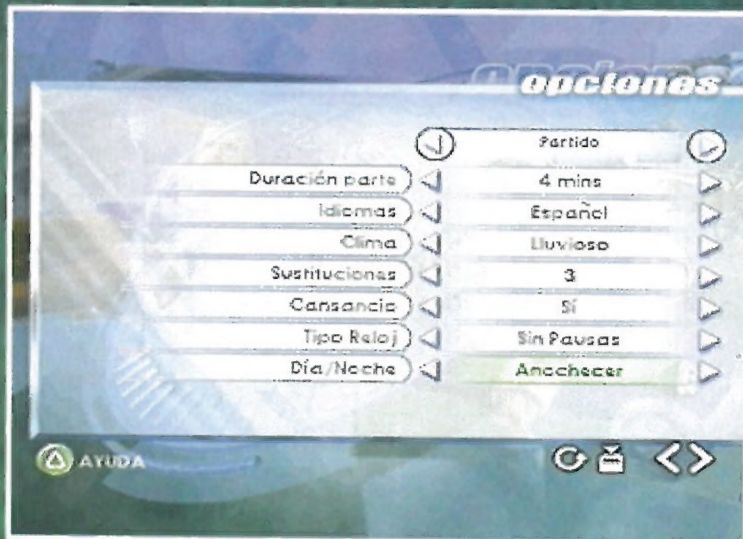 opciones
Partido
Duración parte 4 mins
Idiomas Español
Clima Lluvioso
Sustituciones 3
Cansancio Sí
Tipo Reloj Sin Pausas
Día/Noche Anochecer
AYUDA